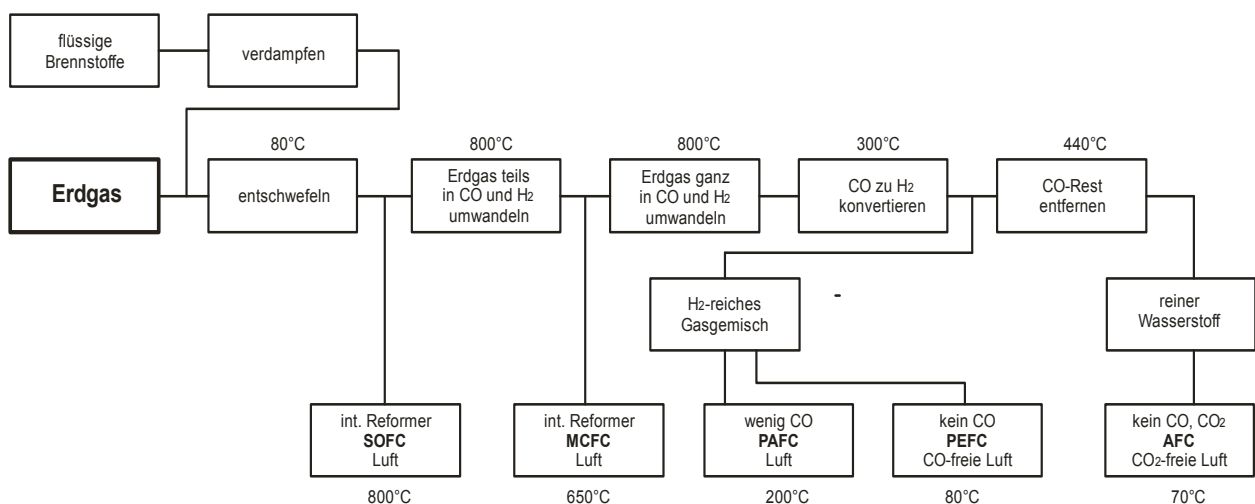 flüssige
Brennstoffe
verdampfen
80°C
800°C
800°C
300°C
440°C
Erdgas
entschwefeln
Erdgas teils
in CO und H2
umwandeln
Erdgas ganz
in CO und H2
umwandeln
CO zu H2
konvertieren
CO-Rest
entfernen
H2-reiches
Gasgemisch
-
reiner
Wasserstoff
int. Reformer
SOFC
Luft
int. Reformer
MCFC
Luft
wenig CO
PAFC
Luft
kein CO
PEFC
CO-freie Luft
kein CO, CO2
AFC
CO2-freie Luft
800°C
650°C
200°C
80°C
70°C